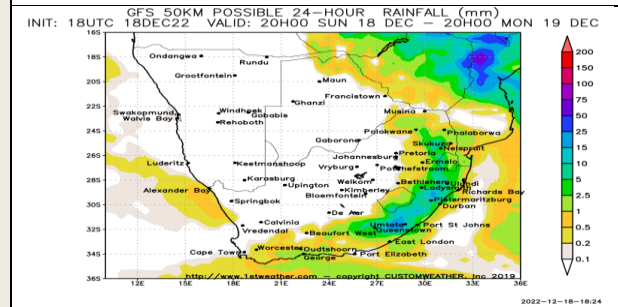 GFS 50KM POSSIBLE 24-HOUR RAINFALL (mm)
INIT: 18UTC 18DEC22 VALID: 20H00 SUN 18 DEC - 20H00 MON 19 DEC
16S
Ondangwa
Rundu
18S
Grootfontein
Maun
20S
Francistown
Ghanzi
22S
Musina
Swakopmund
Windhoek
Gobabis
Walvis Bay
Rehoboth
24S
Polokwane
Phalaborwa
Gaborone
Skukuza
Nelspruit
Johannesburg
Pretoria
26S
Luderitz
Keetmanshoop
Vryburg
Potchefstroom
Ermelo
Karasburg
Welkom
Bethlehem
Ulundi
28S
Alexander Bay
Upington
Kimberley
Ladysmith
Richards Bay
Bloemfontein
Springbok
Pietermaritzburg
30S
Durban
De Aar
Calvinia
Umtata
Port St Johns
32S
Vredendal
Beaufort West
Queenstown
East London
Cape Town
Worcester
Oudtshoorn
34S
George
Port Elizabeth
http://www.1stweather.com - copyright CUSTOMWEATHER, Inc 2019
36S
12E 15E 18E 21E 24E 27E 30E 33E 36E
200
150
100
75
50
25
15
10
5
2.5
1
0.5
0.2
0.1
2022-12-18-18:24